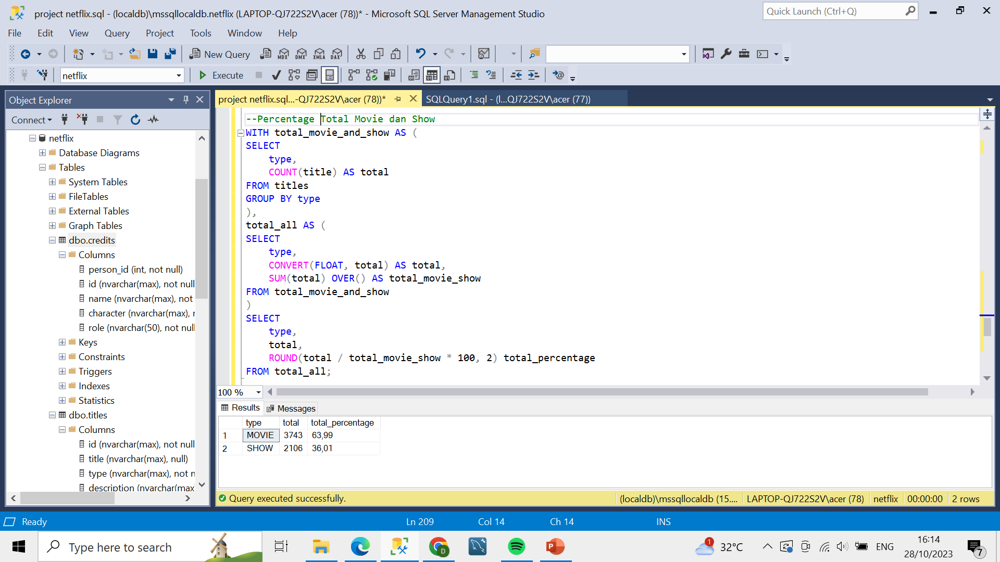 project netflix.sql - (localdb)\mssqllocaldb.netflix (LAPTOP-QJ722S2V\acer (78))* - Microsoft SQL Server Management Studio
Quick Launch (Ctrl+Q)
File Edit View Query Project Tools Window Help
New Query
MDX DMX XMLA DAX
netflix
Execute
Object Explorer
Connect
netflix
Database Diagrams
Tables
System Tables
FileTables
External Tables
Graph Tables
dbo.credits
Columns
person_id (int, not null)
id (nvarchar(max), not null
name (nvarchar(max), not
character (nvarchar(max), r
role (nvarchar(50), not null
Keys
Constraints
Triggers
Indexes
Statistics
dbo.titles
Columns
id (nvarchar(max), not null
title (nvarchar(max), null)
type (nvarchar(max), not n
description (nvarchar(max
project netflix.sql...-QJ722S2V\acer (78))*
SQLQuery1.sql - (l...QJ722S2V\acer (77))
--Percentage Total Movie dan Show
WITH total_movie_and_show AS (
SELECT
type,
COUNT(title) AS total
FROM titles
GROUP BY type
),
total_all AS (
SELECT
type,
CONVERT(FLOAT, total) AS total,
SUM(total) OVER() AS total_movie_show
FROM total_movie_and_show
)
SELECT
type,
total,
ROUND(total / total_movie_show * 100, 2) total_percentage
FROM total_all;
100 %
Results Messages
type total total_percentage
1 MOVIE 3743 63,99
2 SHOW 2106 36,01
Query executed successfully.
(localdb)\mssqllocaldb (15.... LAPTOP-QJ722S2V\acer (78) netflix 00:00:00 2 rows
Ready
Ln 209 Col 14 Ch 14 INS
Type here to search
D
1
32°C
ENG
16:14
28/10/2023
7